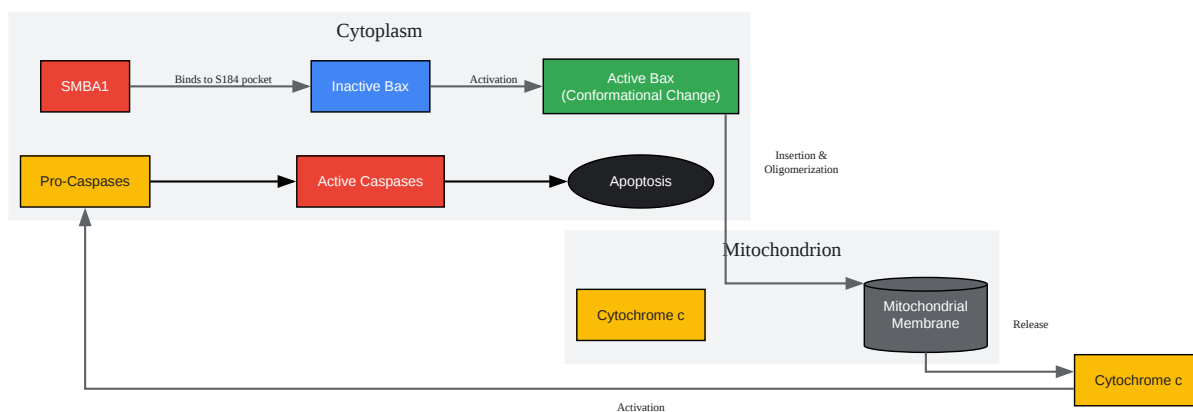 Cytoplasm
SMBA1
Binds to S184 pocket
Inactive Bax
Activation
Active Bax
(Conformational Change)
Pro-Caspases
Active Caspases
Apoptosis
Insertion &
Oligomerization
Mitochondrion
Cytochrome c
Mitochondrial
Membrane
Release
Cytochrome c
Activation